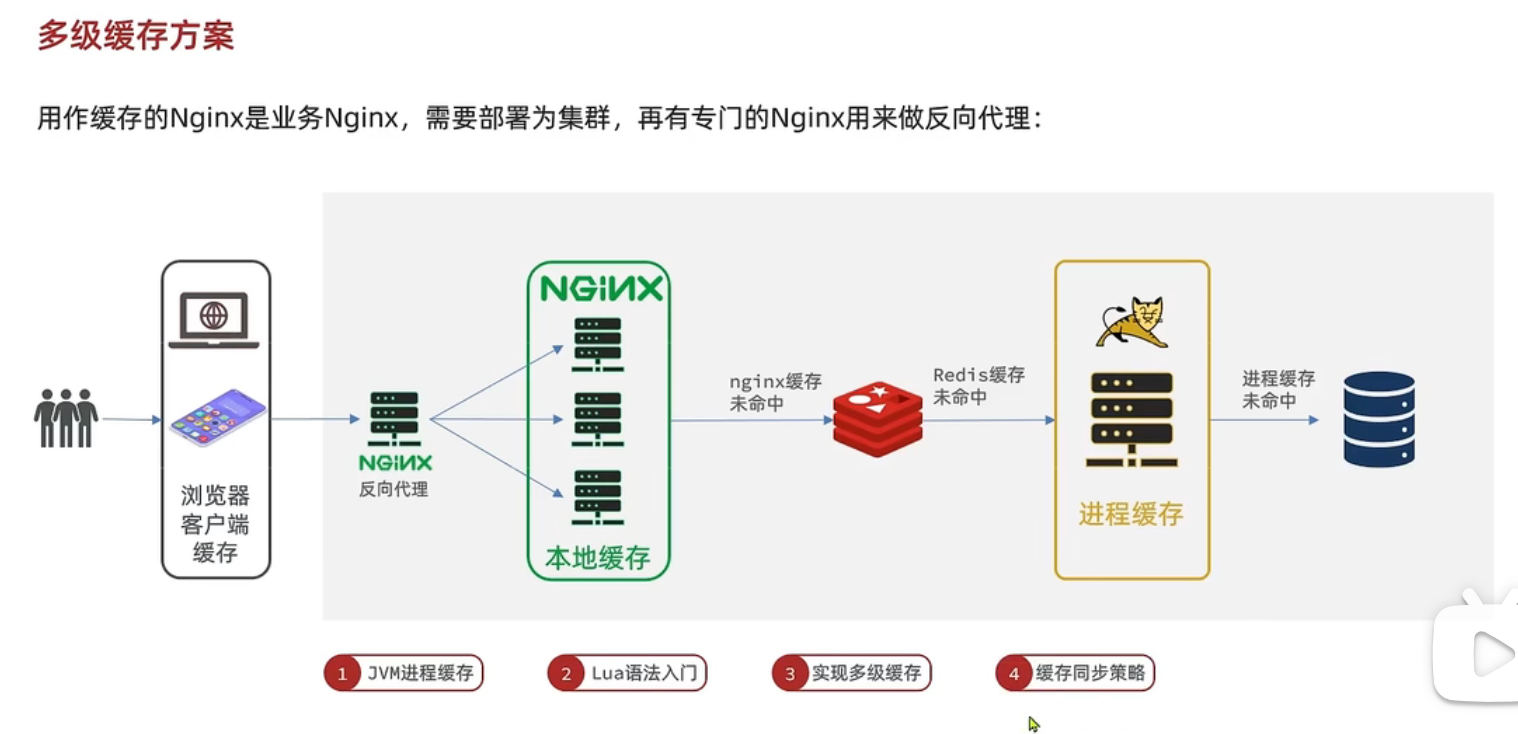 多级缓存方案
用作缓存的Nginx是业务Nginx，需要部署为集群，再有专门的Nginx用来做反向代理：
浏览器
客户端
缓存
NGiNX
反向代理
NGiNX
本地缓存
nginx缓存
未命中
Redis缓存
未命中
进程缓存
进程缓存
未命中
1 JVM进程缓存
2 Lua语法入门
3 实现多级缓存
4 缓存同步策略